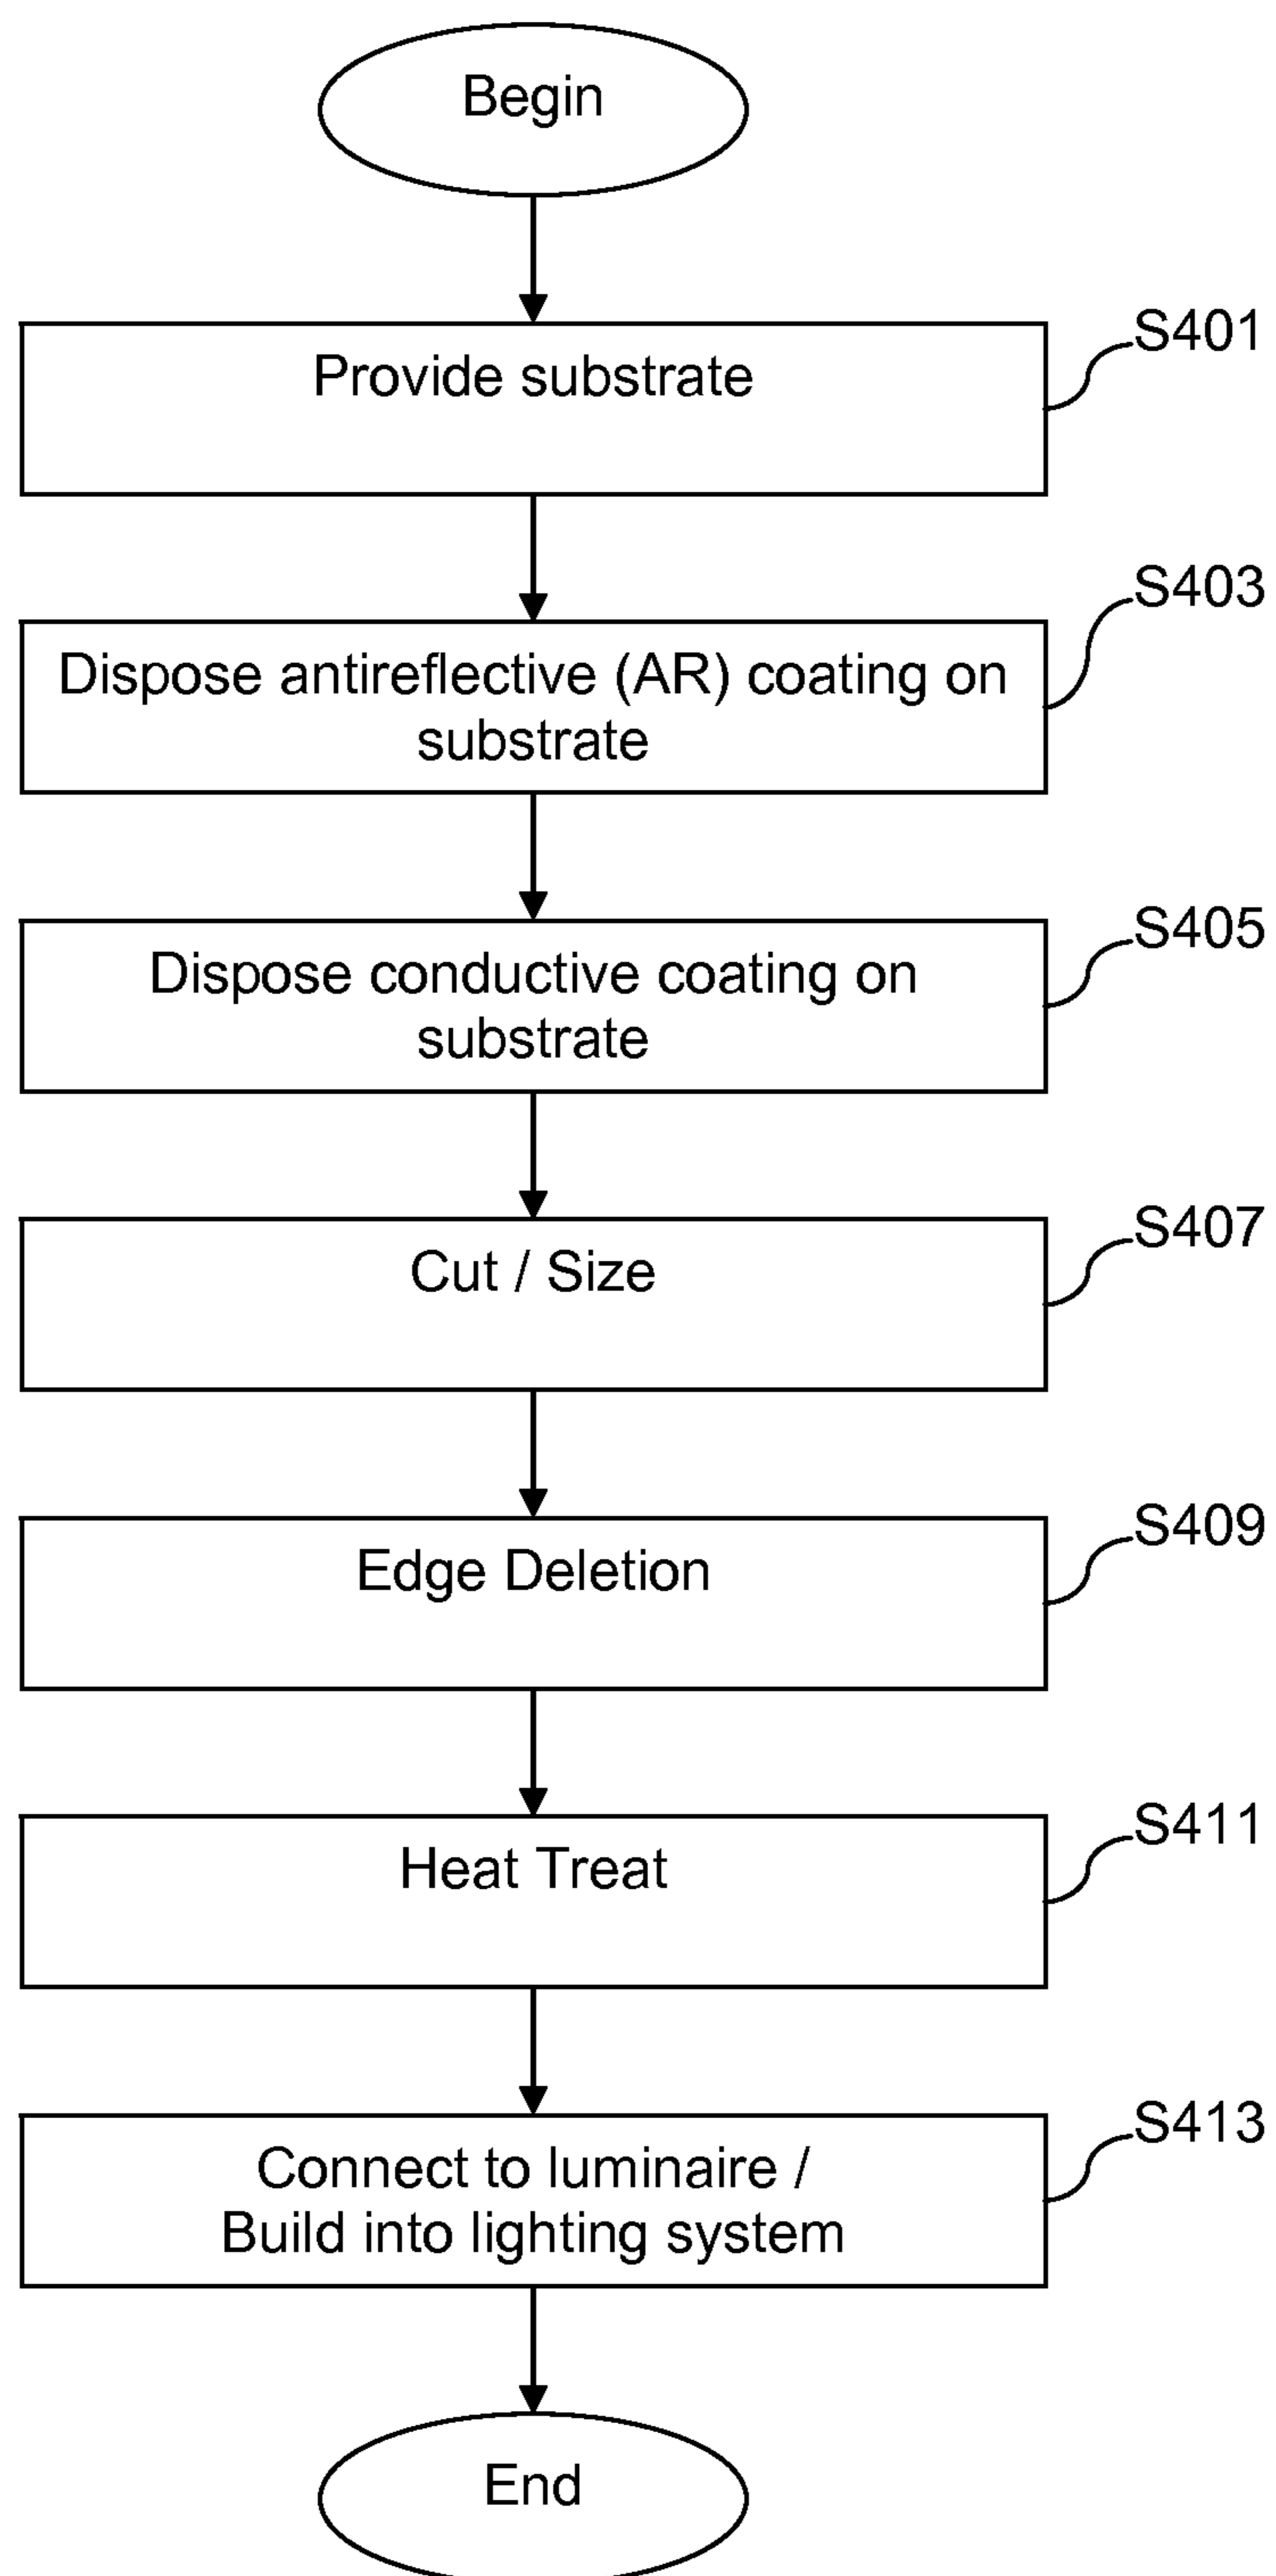 Begin
S401
Provide substrate
S403
Dispose antireflective (AR) coating on
substrate
S405
Dispose conductive coating on
substrate
S407
Cut / Size
S409
Edge Deletion
S411
Heat Treat
S413
Connect to luminaire /
Build into lighting system
End